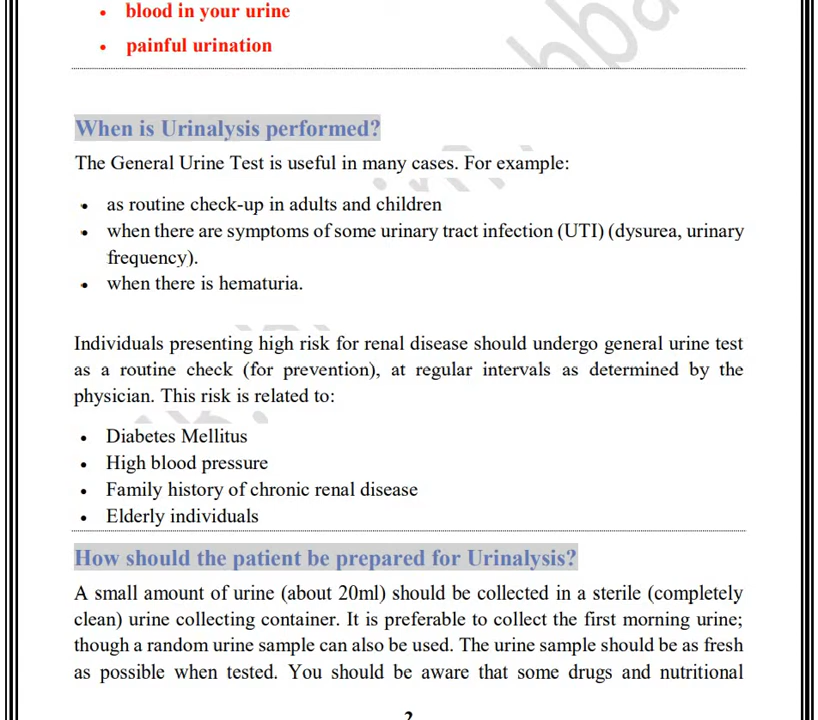 • blood in your urine
• painful urination
When is Urinalysis performed?
The General Urine Test is useful in many cases. For example:
• as routine check-up in adults and children
• when there are symptoms of some urinary tract infection (UTI) (dysurea, urinary
frequency).
• when there is hematuria.
Individuals presenting high risk for renal disease should undergo general urine test
as a routine check (for prevention), at regular intervals as determined by the
physician. This risk is related to:
• Diabetes Mellitus
• High blood pressure
• Family history of chronic renal disease
• Elderly individuals
How should the patient be prepared for Urinalysis?
A small amount of urine (about 20ml) should be collected in a sterile (completely
clean) urine collecting container. It is preferable to collect the first morning urine;
though a random urine sample can also be used. The urine sample should be as fresh
as possible when tested. You should be aware that some drugs and nutritional